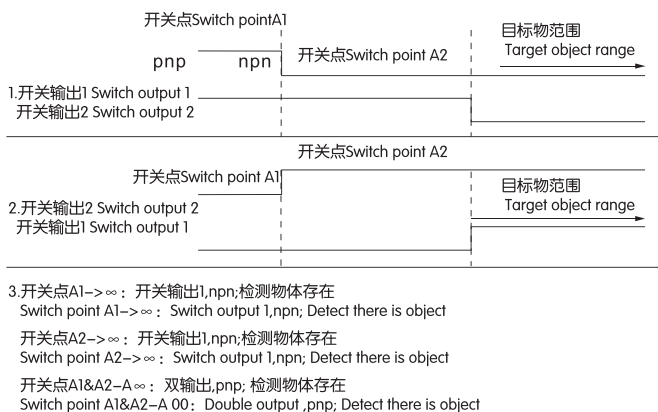 开关点Switch pointA1
目标物范围
Target object range
开关点Switch point A2
pnp npn
1.开关输出1 Switch output 1
开关输出2 Switch output 2
开关点Switch point A2
开关点Switch point A1
目标物范围
Target object range
2.开关输出2 Switch output 2
开关输出1 Switch output 1
3.开关点A1->∞：开关输出1,npn;检测物体存在
Switch point A1->∞：Switch output 1,npn; Detect there is object
开关点A2->∞：开关输出1,npn;检测物体存在
Switch point A2->∞：Switch output 1,npn; Detect there is object
开关点A1&A2-A∞：双输出,pnp; 检测物体存在
Switch point A1&A2-A 00：Double output ,pnp; Detect there is object